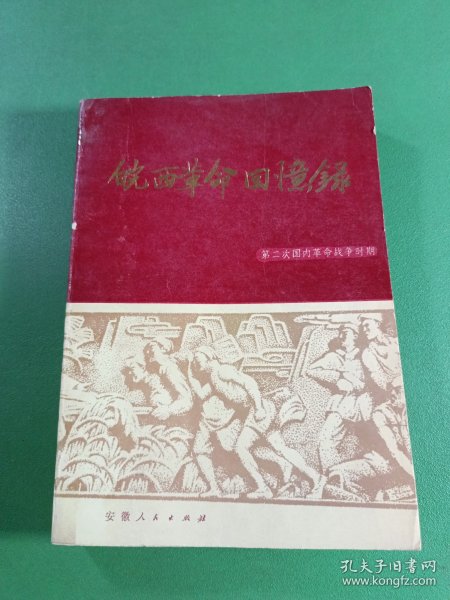 皖西革命回憶录
第二次国内革命战争时期
安徽人民出版社
孔夫子旧书网
www.kongfz.com